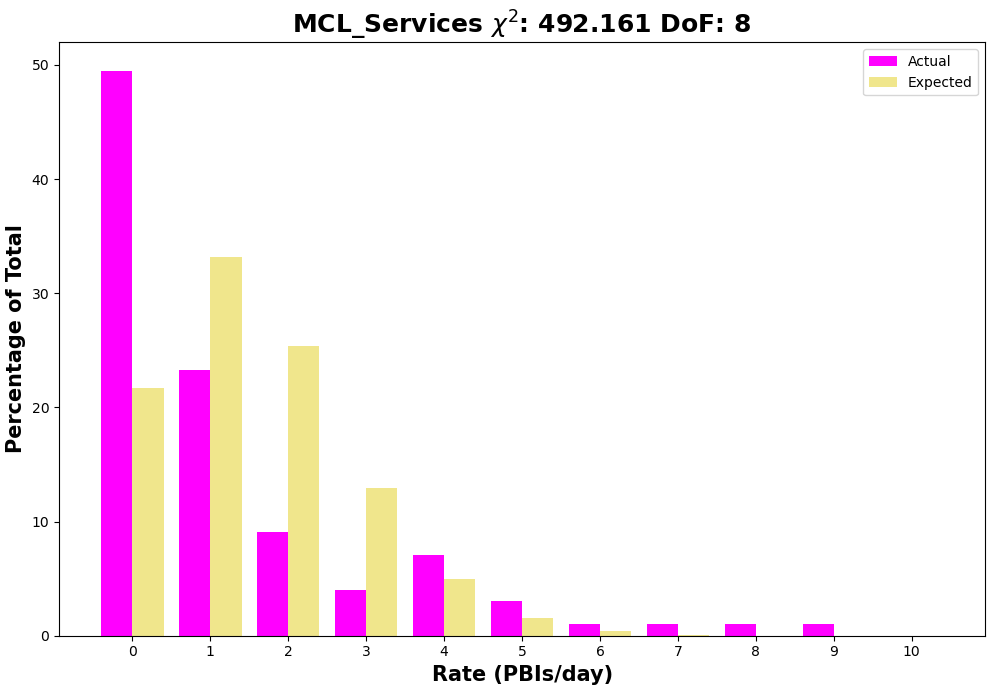 MCL_Services χ²: 492.161 DoF: 8
Actual
Expected
Percentage of Total
50
40
30
20
10
0
0 1 2 3 4 5 6 7 8 9 10
Rate (PBIs/day)